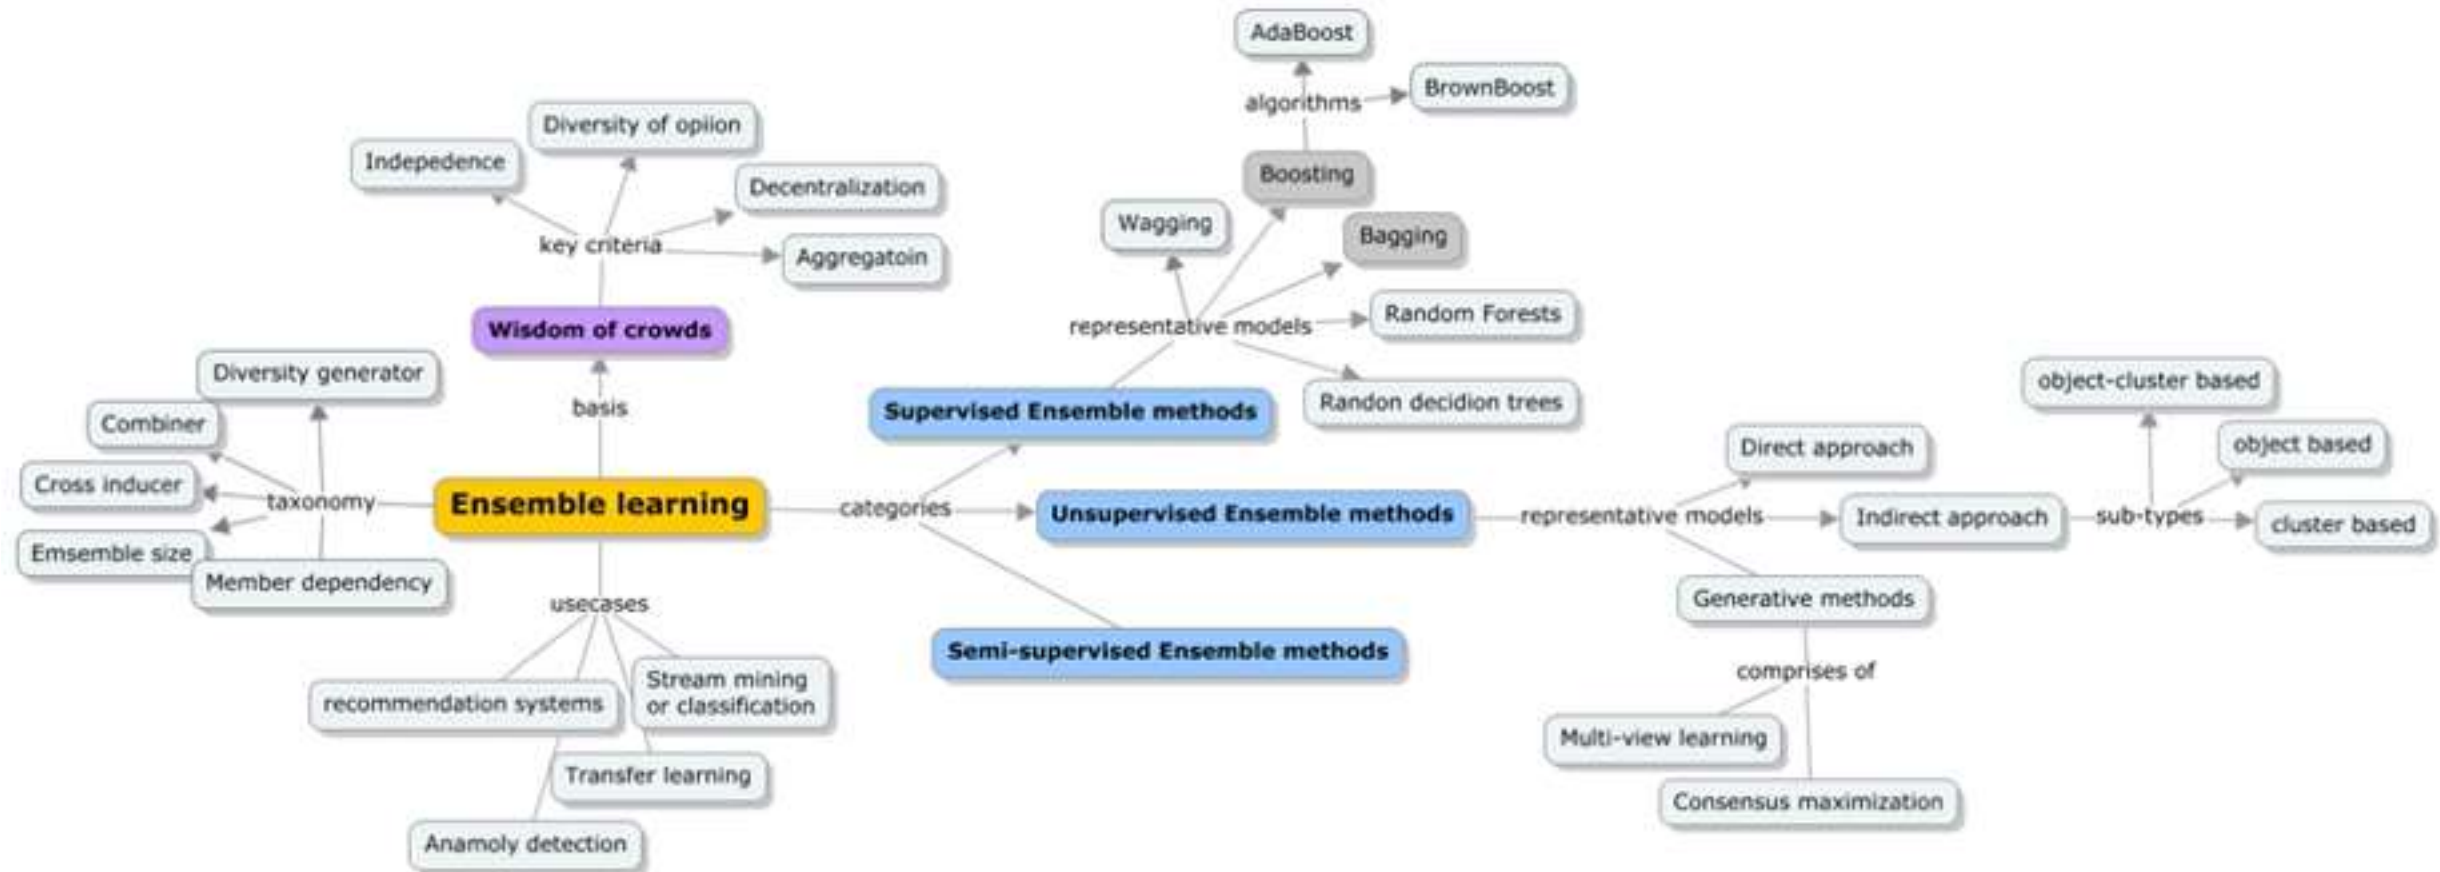 AdaBoost
BrownBoost
algorithms
Boosting
Wagging
Bagging
representative models
Random Forests
Randon decidion trees
Diversity of opiion
Indepedence
Decentralization
key criteria
Aggregatoin
Wisdom of crowds
basis
Diversity generator
Combiner
Cross inducer
taxonomy
Emsemble size
Member dependency
Ensemble learning
categories
Supervised Ensemble methods
Unsupervised Ensemble methods
Semi-supervised Ensemble methods
representative models
Direct approach
Indirect approach
sub-types
object-cluster based
object based
cluster based
Generative methods
comprises of
Multi-view learning
Consensus maximization
usecases
recommendation systems
Stream mining
or classification
Transfer learning
Anamoly detection